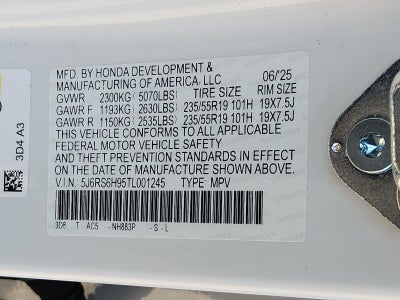 MFD. BY HONDA DEVELOPMENT &
MANUFACTURING OF AMERICA, LLC 06/'25
GVWR 2300KG/ 5070LBS TIRE SIZE RIM SIZE
GAWR F 1193KG/ 2630LBS 235/55R19 101H 19X7.5J
GAWR R 1150KG/ 2535LBS 235/55R19 101H 19X7.5J
THIS VEHICLE CONFORMS TO ALL APPLICABLE
FEDERAL MOTOR VEHICLE SAFETY
AND THEFT PREVENTION STANDARDS IN EFFECT ON
THE DATE OF MANUFACTURE SHOWN ABOVE.
V.I.N: 5J6RS6H95TL001245 TYPE: MPV
3D6 T AC5 -NH883P -S -L
3D4 A3